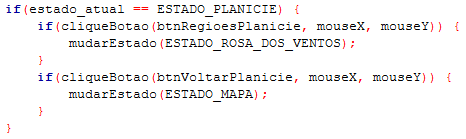 if(estado_atual == ESTADO_PLANICIE) {
    if(cliqueBotao(btnRegioesPlanicie, mouseX, mouseY)) {
        mudarEstado(ESTADO_ROSA_DOS_VENTOS);
    }
    if(cliqueBotao(btnVoltarPlanicie, mouseX, mouseY)) {
        mudarEstado(ESTADO_MAPA);
    }
}